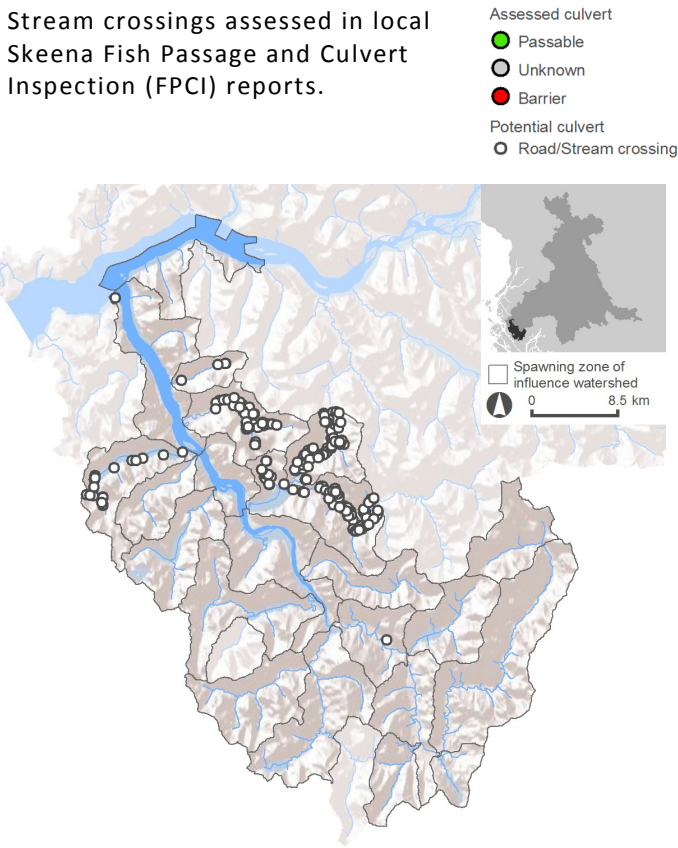 Stream crossings assessed in local
Skeena Fish Passage and Culvert
Inspection (FPCI) reports.
Assessed culvert
Passable
Unknown
Barrier
Potential culvert
Road/Stream crossing
Spawning zone of
influence watershed
0 8.5 km